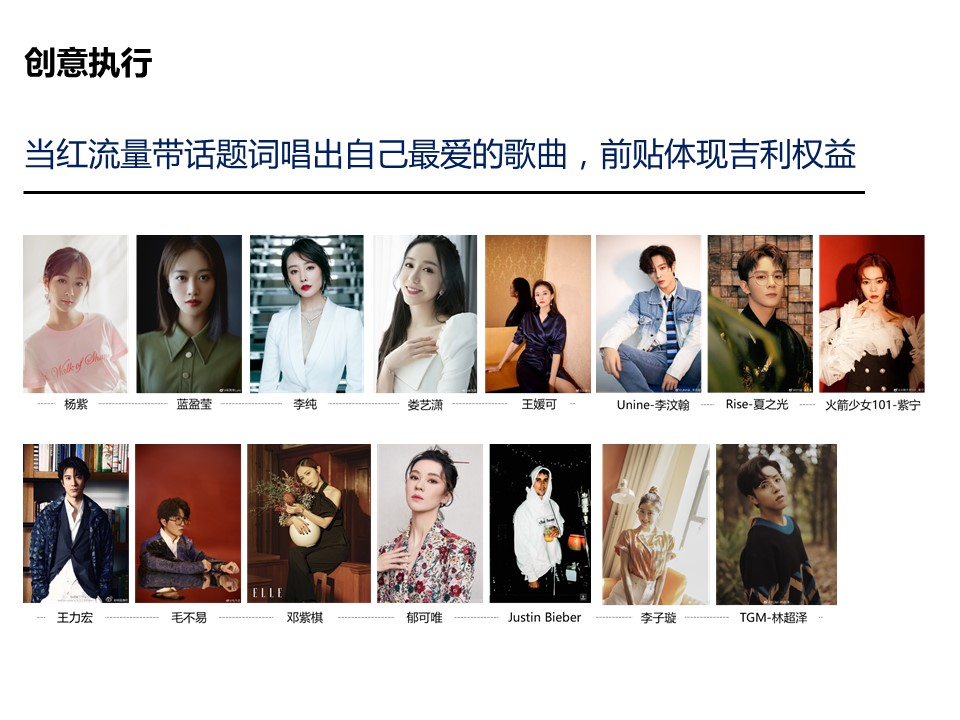 创意执行
当红流量带话题词唱出自己最爱的歌曲，前贴体现吉利权益
Walk of Shame
杨紫 蓝盈莹 李纯 娄艺潇 王媛可 Unine-李汶翰 Rise-夏之光 火箭少女101-紫宁
ELLE
王力宏 毛不易 邓紫棋 郁可唯 Justin Bieber 李子璇 TGM-林超泽